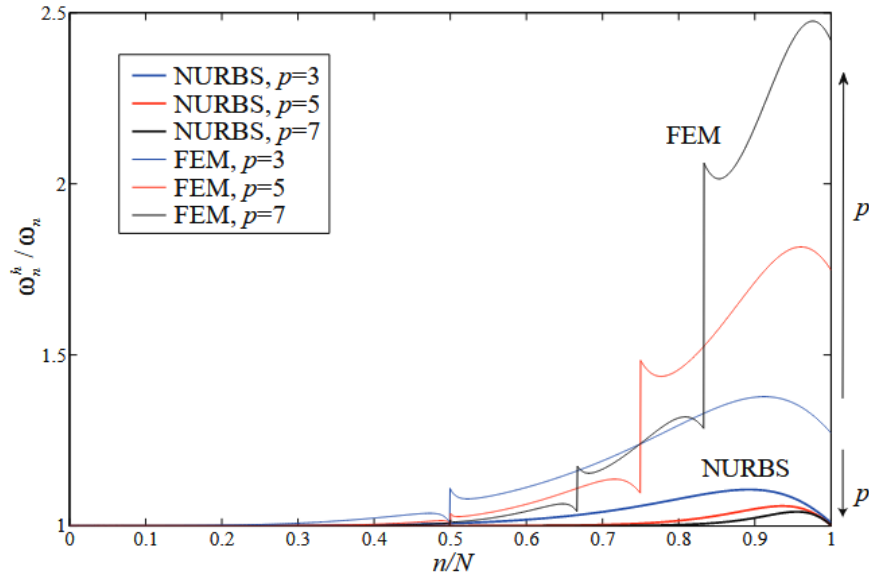 2.5
NURBS, p=3
NURBS, p=5
NURBS, p=7
FEM, p=3
FEM, p=5
FEM, p=7
FEM
2
p
ω_n^h / ω_n
1.5
NURBS
p
1
0 0.1 0.2 0.3 0.4 0.5 0.6 0.7 0.8 0.9 1
n/N